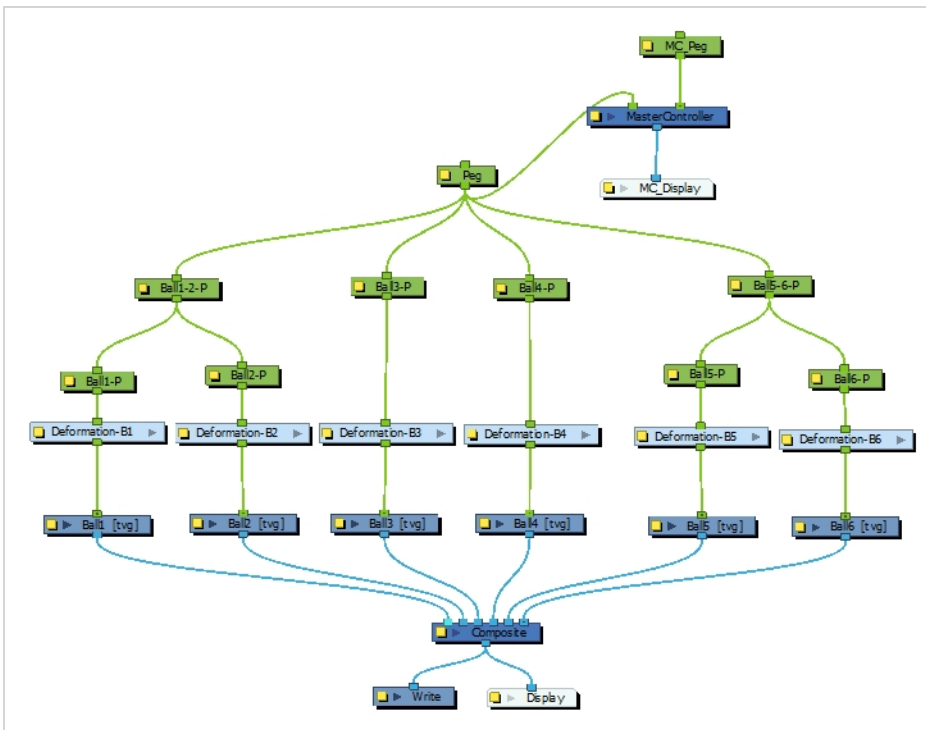 MC_Peg
MasterController
Peg
MC_Display
Ball1-2-P
Ball3-P
Ball4-P
Ball5-6-P
Ball1-P
Ball2-P
Ball5-P
Ball6-P
Deformation-B1
Deformation-B2
Deformation-B3
Deformation-B4
Deformation-B5
Deformation-B6
Ball1 [tvg]
Ball2 [tvg]
Ball3 [tvg]
Ball4 [tvg]
Ball5 [tvg]
Ball6 [tvg]
Composite
Write
Display